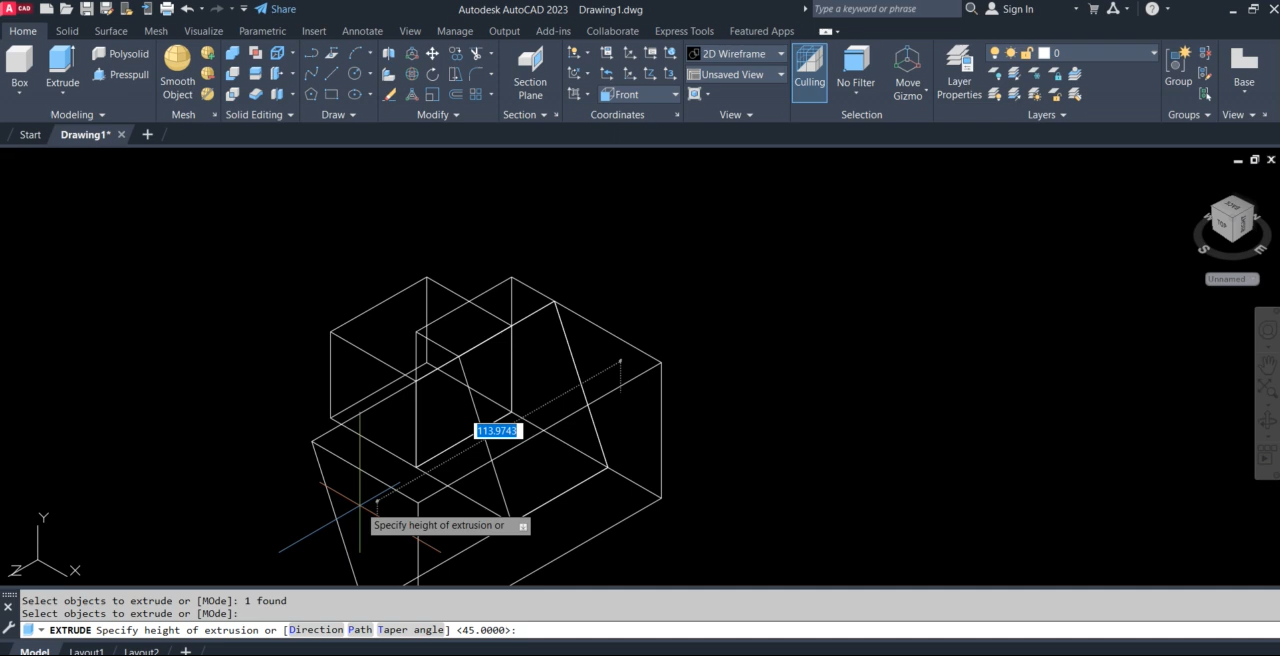 A CAD Share Autodesk AutoCAD 2023 Drawing1.dwg Type a keyword or phrase Sign In ?
Home Solid Surface Mesh Visualize Parametric Insert Annotate View Manage Output Add-ins Collaborate Express Tools Featured Apps
Polysolid
Presspull
2D Wireframe
Unsaved View
Front
0
Box Extrude Smooth Object Section Plane Culling No Filter Move Gizmo Layer Properties Group Base
Modeling Mesh Solid Editing Draw Modify Section Coordinates View Selection Layers Groups View
Start Drawing1* +
TOP
BACK
S
E
N
W
Unnamed
113.9743
Specify height of extrusion or
Y
Z X
Select objects to extrude or [MOde]: 1 found
Select objects to extrude or [MOde]:
EXTRUDE Specify height of extrusion or [Direction Path Taper angle] <45.0000>:
Model Layout1 Layout2 +